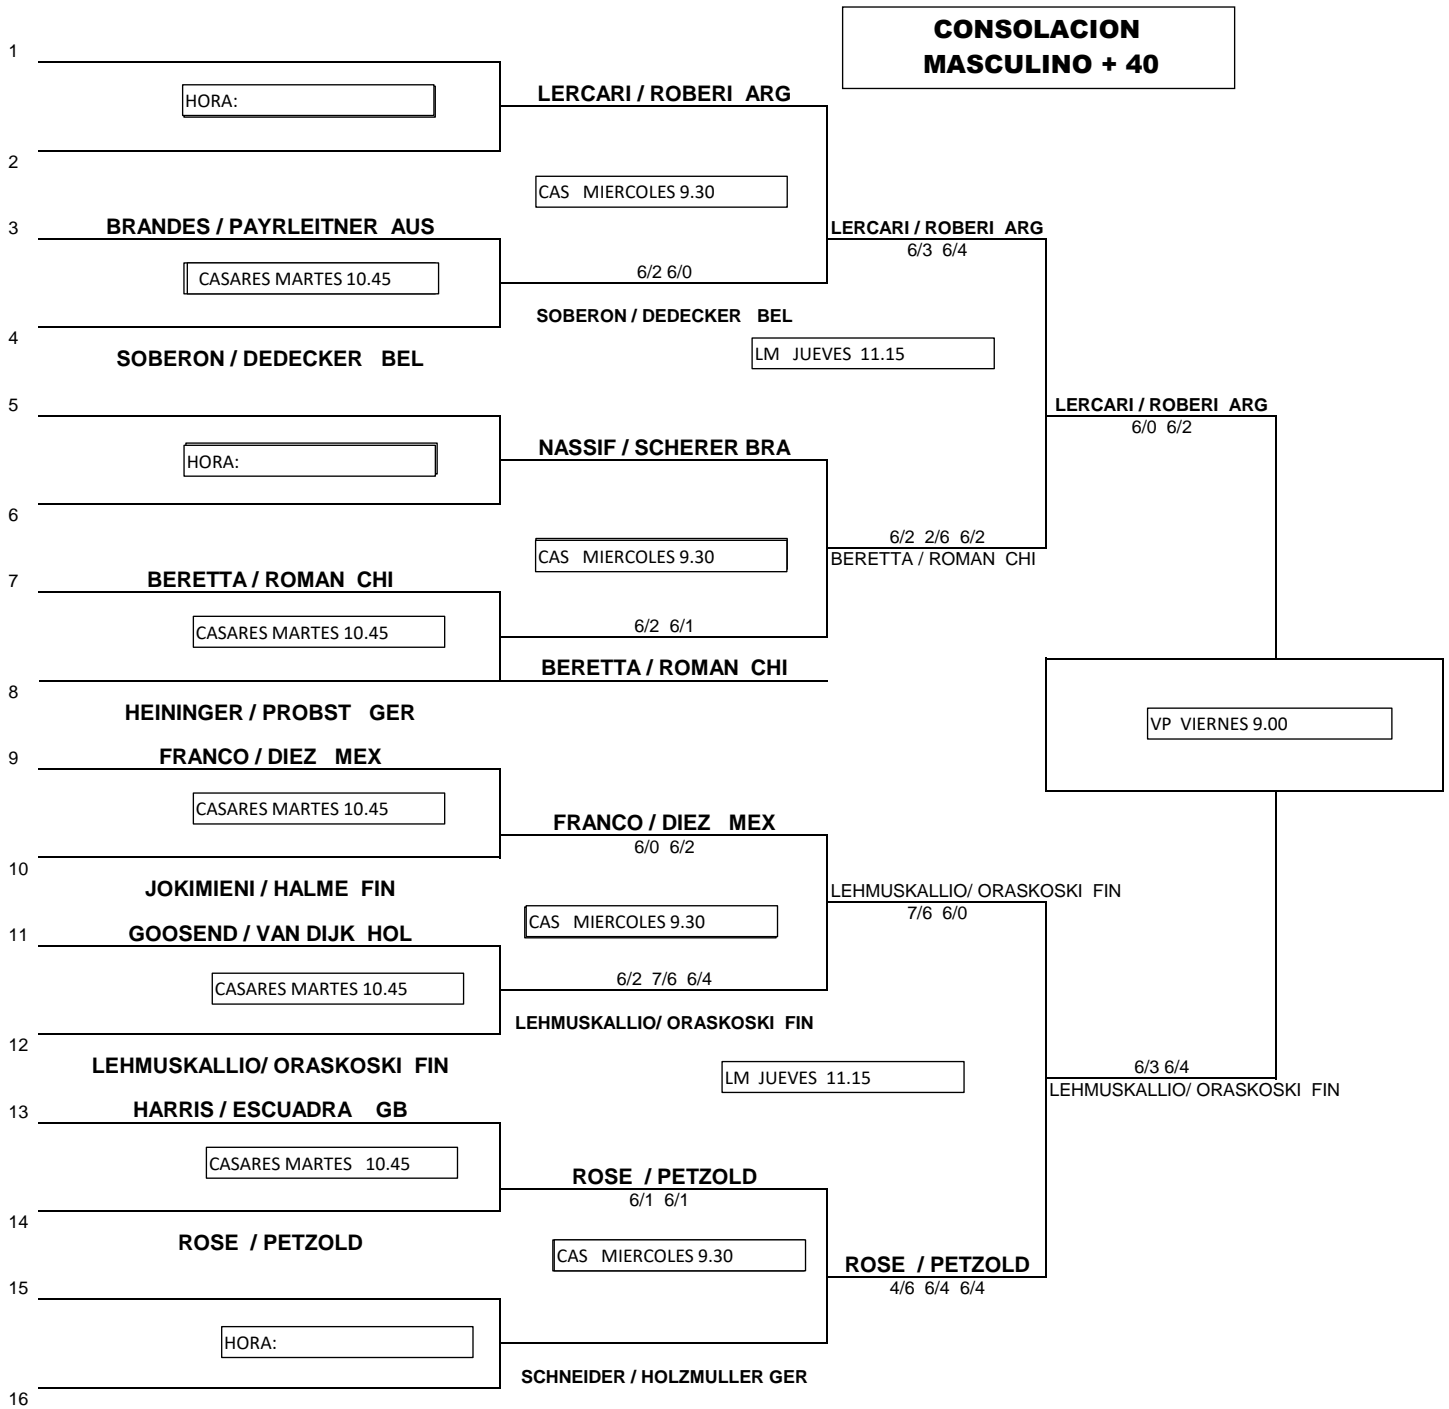 CONSOLACION
MASCULINO + 40
1
HORA:
LERCARI / ROBERI ARG
2
CAS MIERCOLES 9.30
3
BRANDES / PAYRLEITNER AUS
LERCARI / ROBERI ARG
6/3 6/4
CASARES MARTES 10.45
6/2 6/0
SOBERON / DEDECKER BEL
4
SOBERON / DEDECKER BEL
LM JUEVES 11.15
5
LERCARI / ROBERI ARG
6/0 6/2
HORA:
NASSIF / SCHERER BRA
6
CAS MIERCOLES 9.30
6/2 2/6 6/2
BERETTA / ROMAN CHI
7
BERETTA / ROMAN CHI
CASARES MARTES 10.45
6/2 6/1
BERETTA / ROMAN CHI
8
HEININGER / PROBST GER
VP VIERNES 9.00
9
FRANCO / DIEZ MEX
CASARES MARTES 10.45
FRANCO / DIEZ MEX
6/0 6/2
10
JOKIMIENI / HALME FIN
LEHMUSKALLIO/ ORASKOSKI FIN
7/6 6/0
CAS MIERCOLES 9.30
11
GOOSEND / VAN DIJK HOL
CASARES MARTES 10.45
6/2 7/6 6/4
LEHMUSKALLIO/ ORASKOSKI FIN
12
LEHMUSKALLIO/ ORASKOSKI FIN
LM JUEVES 11.15
6/3 6/4
LEHMUSKALLIO/ ORASKOSKI FIN
13
HARRIS / ESCUADRA GB
CASARES MARTES 10.45
ROSE / PETZOLD
6/1 6/1
14
ROSE / PETZOLD
CAS MIERCOLES 9.30
ROSE / PETZOLD
4/6 6/4 6/4
15
HORA:
SCHNEIDER / HOLZMULLER GER
16